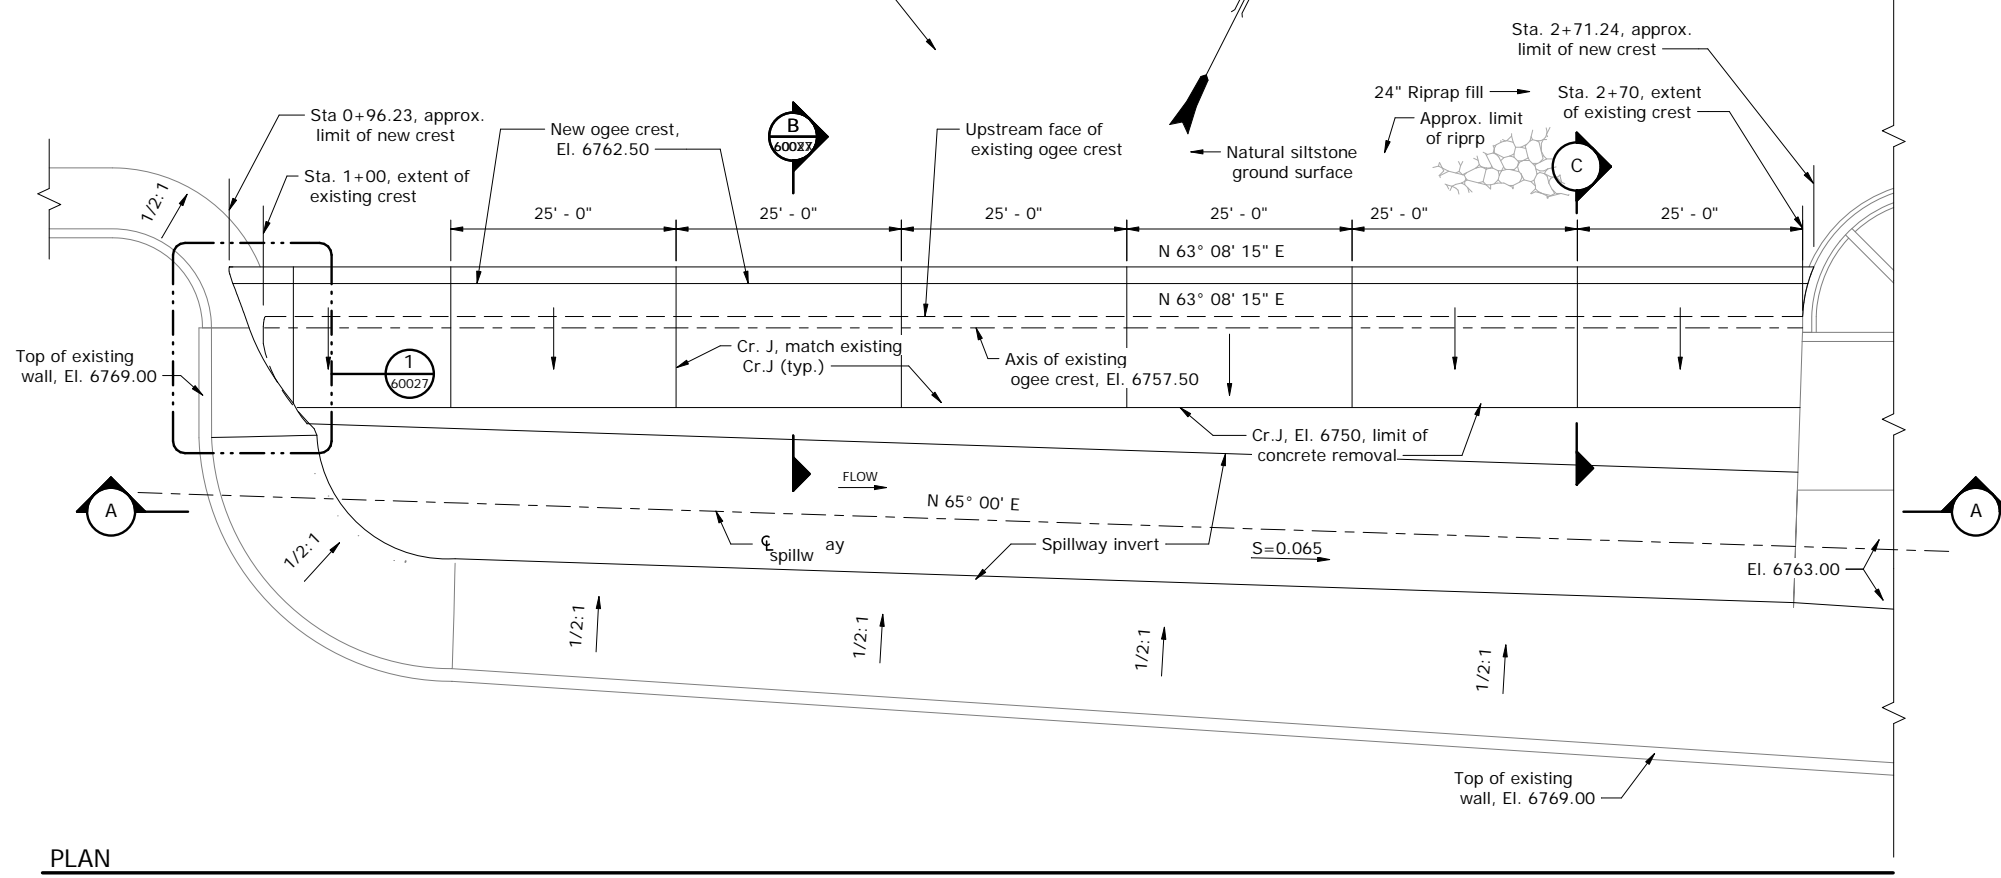 Sta. 2+71.24, approx.
limit of new crest
24" Riprap fill
Sta. 2+70, extent
of existing crest
Sta 0+96.23, approx.
limit of new crest
New ogee crest,
El. 6762.50
B
Upstream face of
existing ogee crest
Approx. limit
of riprp
Natural siltstone
ground surface
C
Sta. 1+00, extent of
existing crest
1/2:1
25' - 0"
25' - 0"
25' - 0"
25' - 0"
25' - 0"
25' - 0"
N 63° 08' 15" E
N 63° 08' 15" E
Top of existing
wall, El. 6769.00
1
60027
Cr. J, match existing
Cr.J (typ.)
Axis of existing
ogee crest, El. 6757.50
Cr.J, El. 6750, limit of
concrete removal
FLOW
N 65° 00' E
A
A
℄
spillw ay
Spillway invert
S=0.065
El. 6763.00
1/2:1
1/2:1
1/2:1
1/2:1
1/2:1
Top of existing
wall, El. 6769.00
PLAN